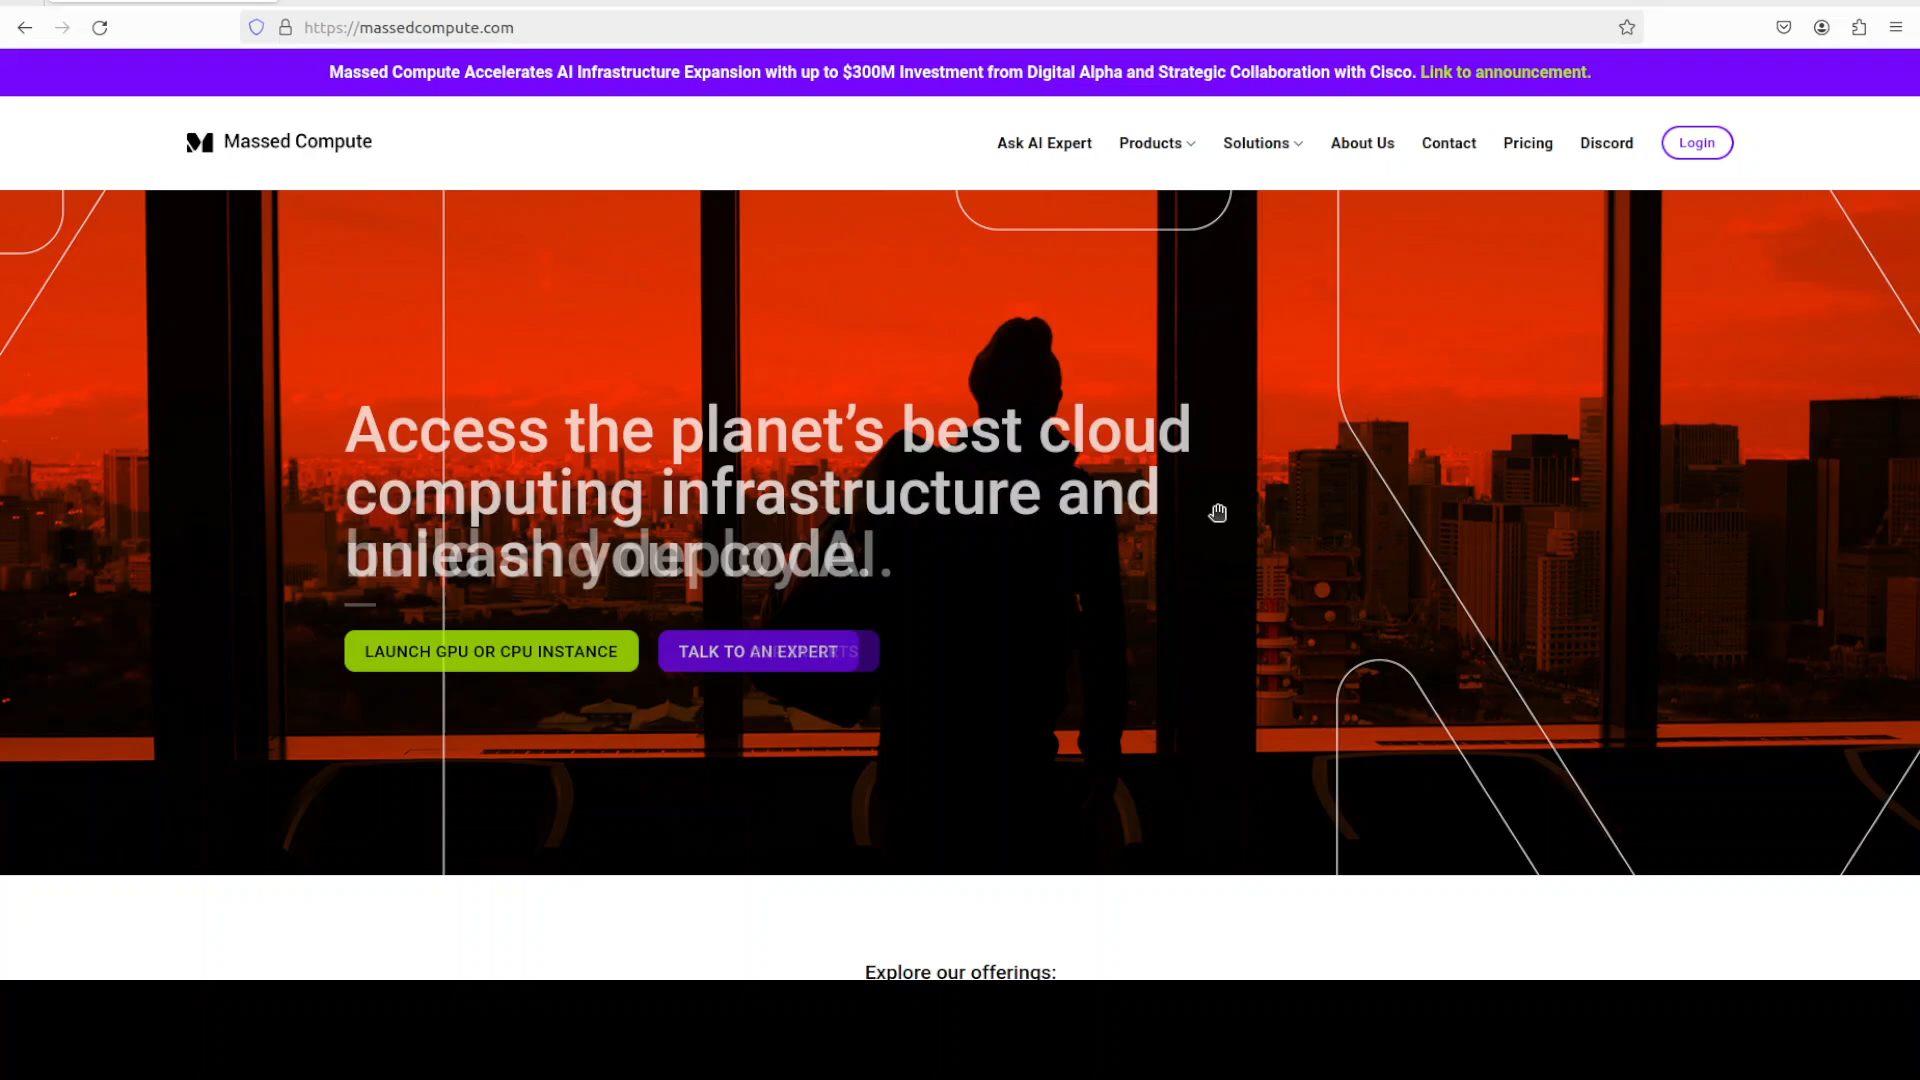 https://massedcompute.com
Massed Compute Accelerates AI Infrastructure Expansion with up to $300M Investment from Digital Alpha and Strategic Collaboration with Cisco. Link to announcement.
Massed Compute
Ask AI Expert
Products
Solutions
About Us
Contact
Pricing
Discord
Login
Access the planet’s best cloud
computing infrastructure and
unleash your code.
LAUNCH GPU OR CPU INSTANCE
TALK TO AN EXPERT
Explore our offerings: